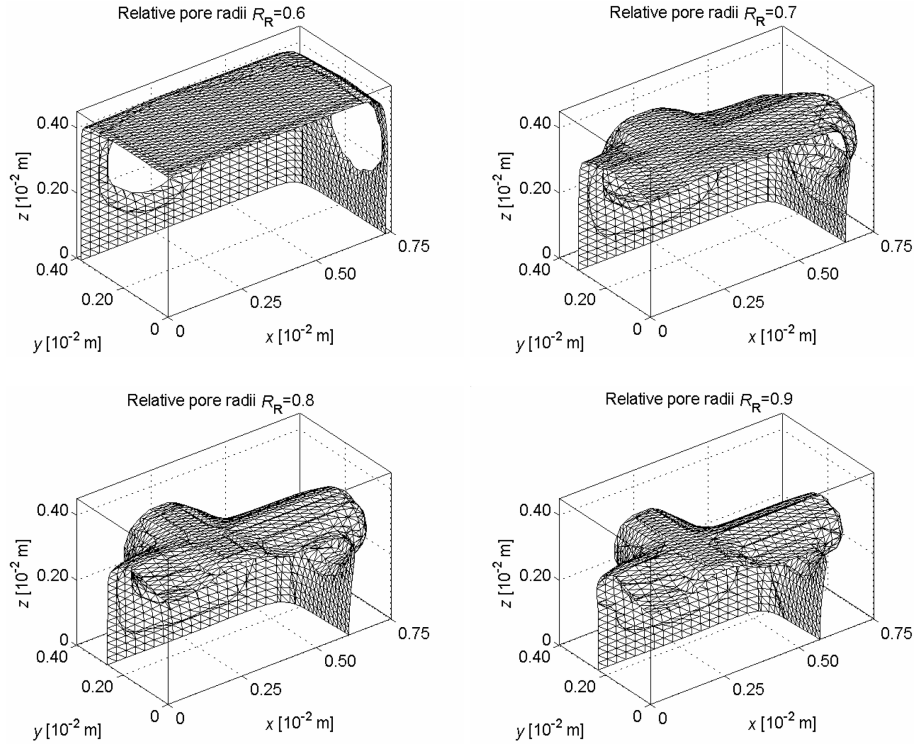 Relative pore radii R_R=0.6
0.40
0.20
0
z [10^-2 m]
0.40
0.20
0
y [10^-2 m]
0
0.25
0.50
0.75
x [10^-2 m]
Relative pore radii R_R=0.7
0.40
0.20
0
z [10^-2 m]
0.40
0.20
0
y [10^-2 m]
0
0.25
0.50
0.75
x [10^-2 m]
Relative pore radii R_R=0.8
0.40
0.20
0
z [10^-2 m]
0.40
0.20
0
y [10^-2 m]
0
0.25
0.50
0.75
x [10^-2 m]
Relative pore radii R_R=0.9
0.40
0.20
0
z [10^-2 m]
0.40
0.20
0
y [10^-2 m]
0
0.25
0.50
0.75
x [10^-2 m]